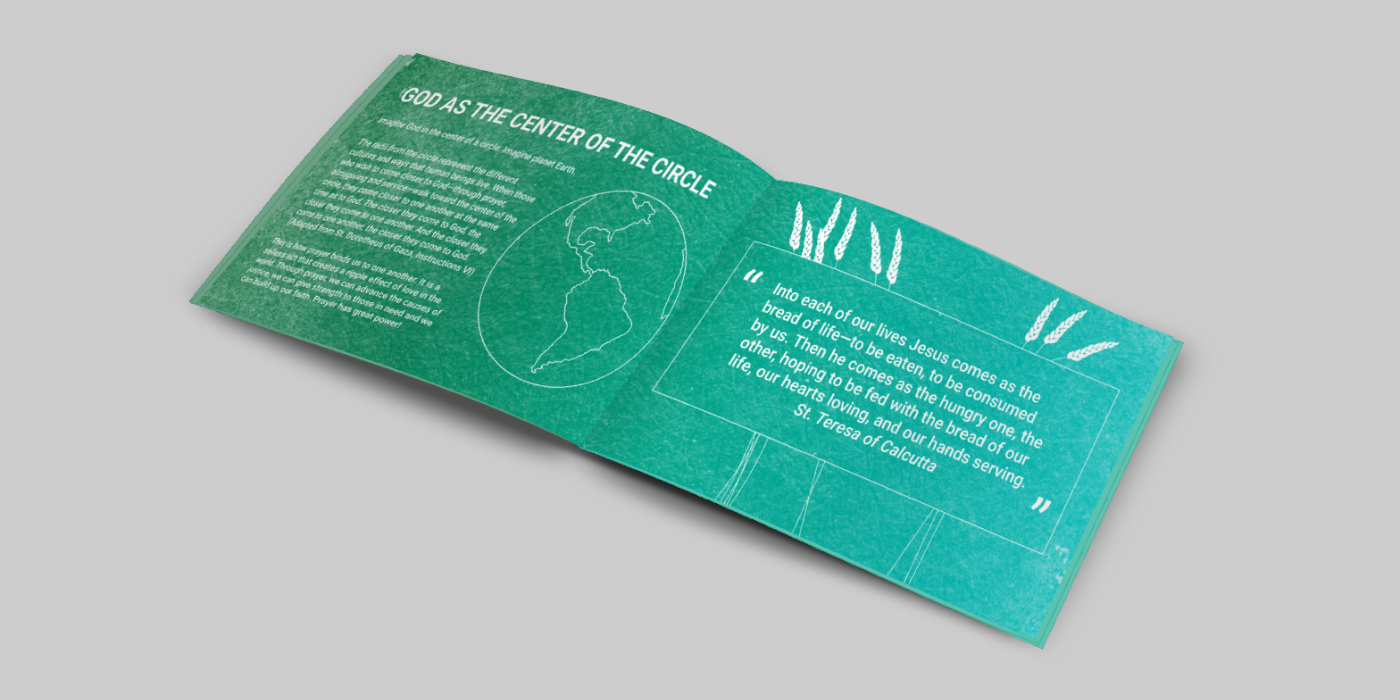 GOD AS THE CENTER OF THE CIRCLE
Imagine God in the center of a circle. Imagine planet Earth.
The radii from the circle represent the different
cultures and ways that human beings live. When those
who wish to come closer to God—through prayer,
imagining and service—walk toward the center of the
circle, they come closer to one another at the same
time as to God. The closer they come to God, the
closer they come to one another. And the closer they
come to one another, the closer they come to God.
(Adapted from St. Dorotheus of Gaza, Instructions VI)
This is how prayer binds us to one another. It is a
valens act that creates a ripple effect of love in the
world. Through prayer, we can advance the causes of
justice, we can give strength to those in need and we
can build up our faith. Prayer has great power!
“
Into each of our lives Jesus comes as the
bread of life—to be eaten, to be consumed
by us. Then he comes as the hungry one, the
other, hoping to be fed with the bread of our
life, our hearts loving, and our hands serving.
St. Teresa of Calcutta
”